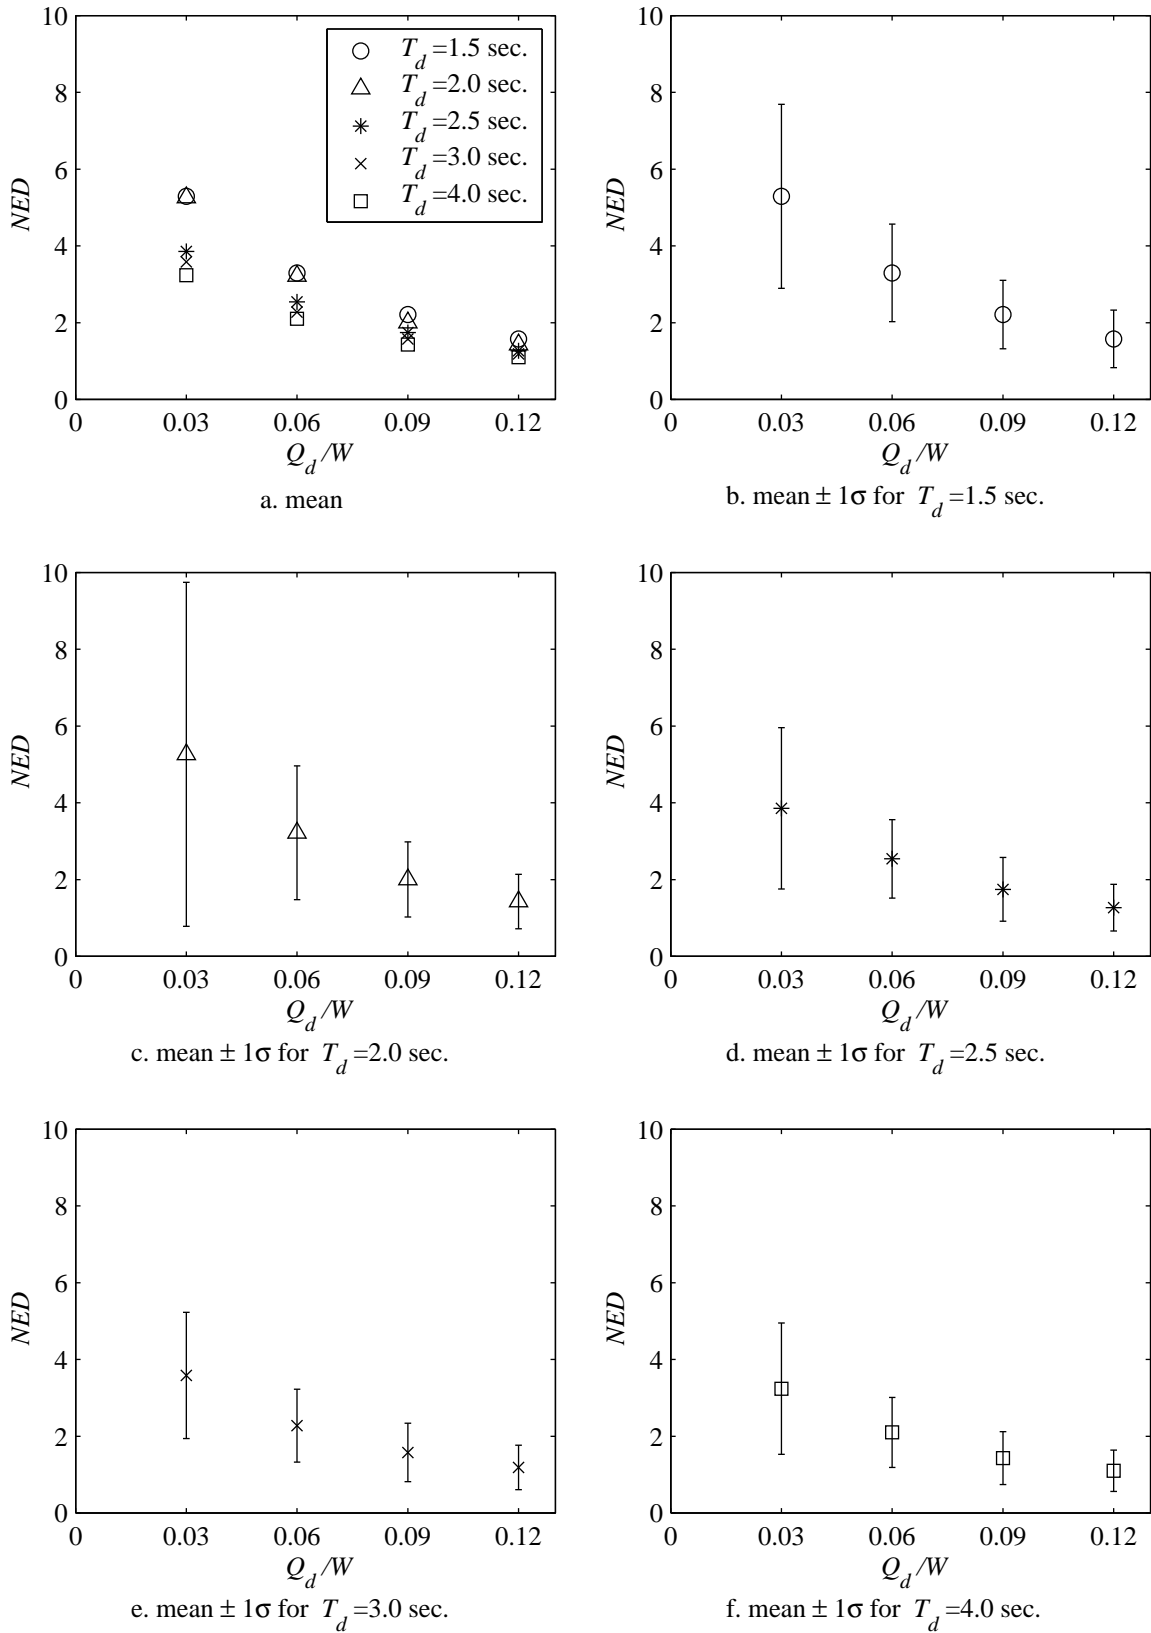 10
8
6
4
2
0
NED
T_d=1.5 sec.
T_d=2.0 sec.
T_d=2.5 sec.
T_d=3.0 sec.
T_d=4.0 sec.
0 0.03 0.06 0.09 0.12
Q_d/W
a. mean
10
8
6
4
2
0
NED
0 0.03 0.06 0.09 0.12
Q_d/W
b. mean ± 1σ for T_d=1.5 sec.
10
8
6
4
2
0
NED
0 0.03 0.06 0.09 0.12
Q_d/W
c. mean ± 1σ for T_d=2.0 sec.
10
8
6
4
2
0
NED
0 0.03 0.06 0.09 0.12
Q_d/W
d. mean ± 1σ for T_d=2.5 sec.
10
8
6
4
2
0
NED
0 0.03 0.06 0.09 0.12
Q_d/W
e. mean ± 1σ for T_d=3.0 sec.
10
8
6
4
2
0
NED
0 0.03 0.06 0.09 0.12
Q_d/W
f. mean ± 1σ for T_d=4.0 sec.